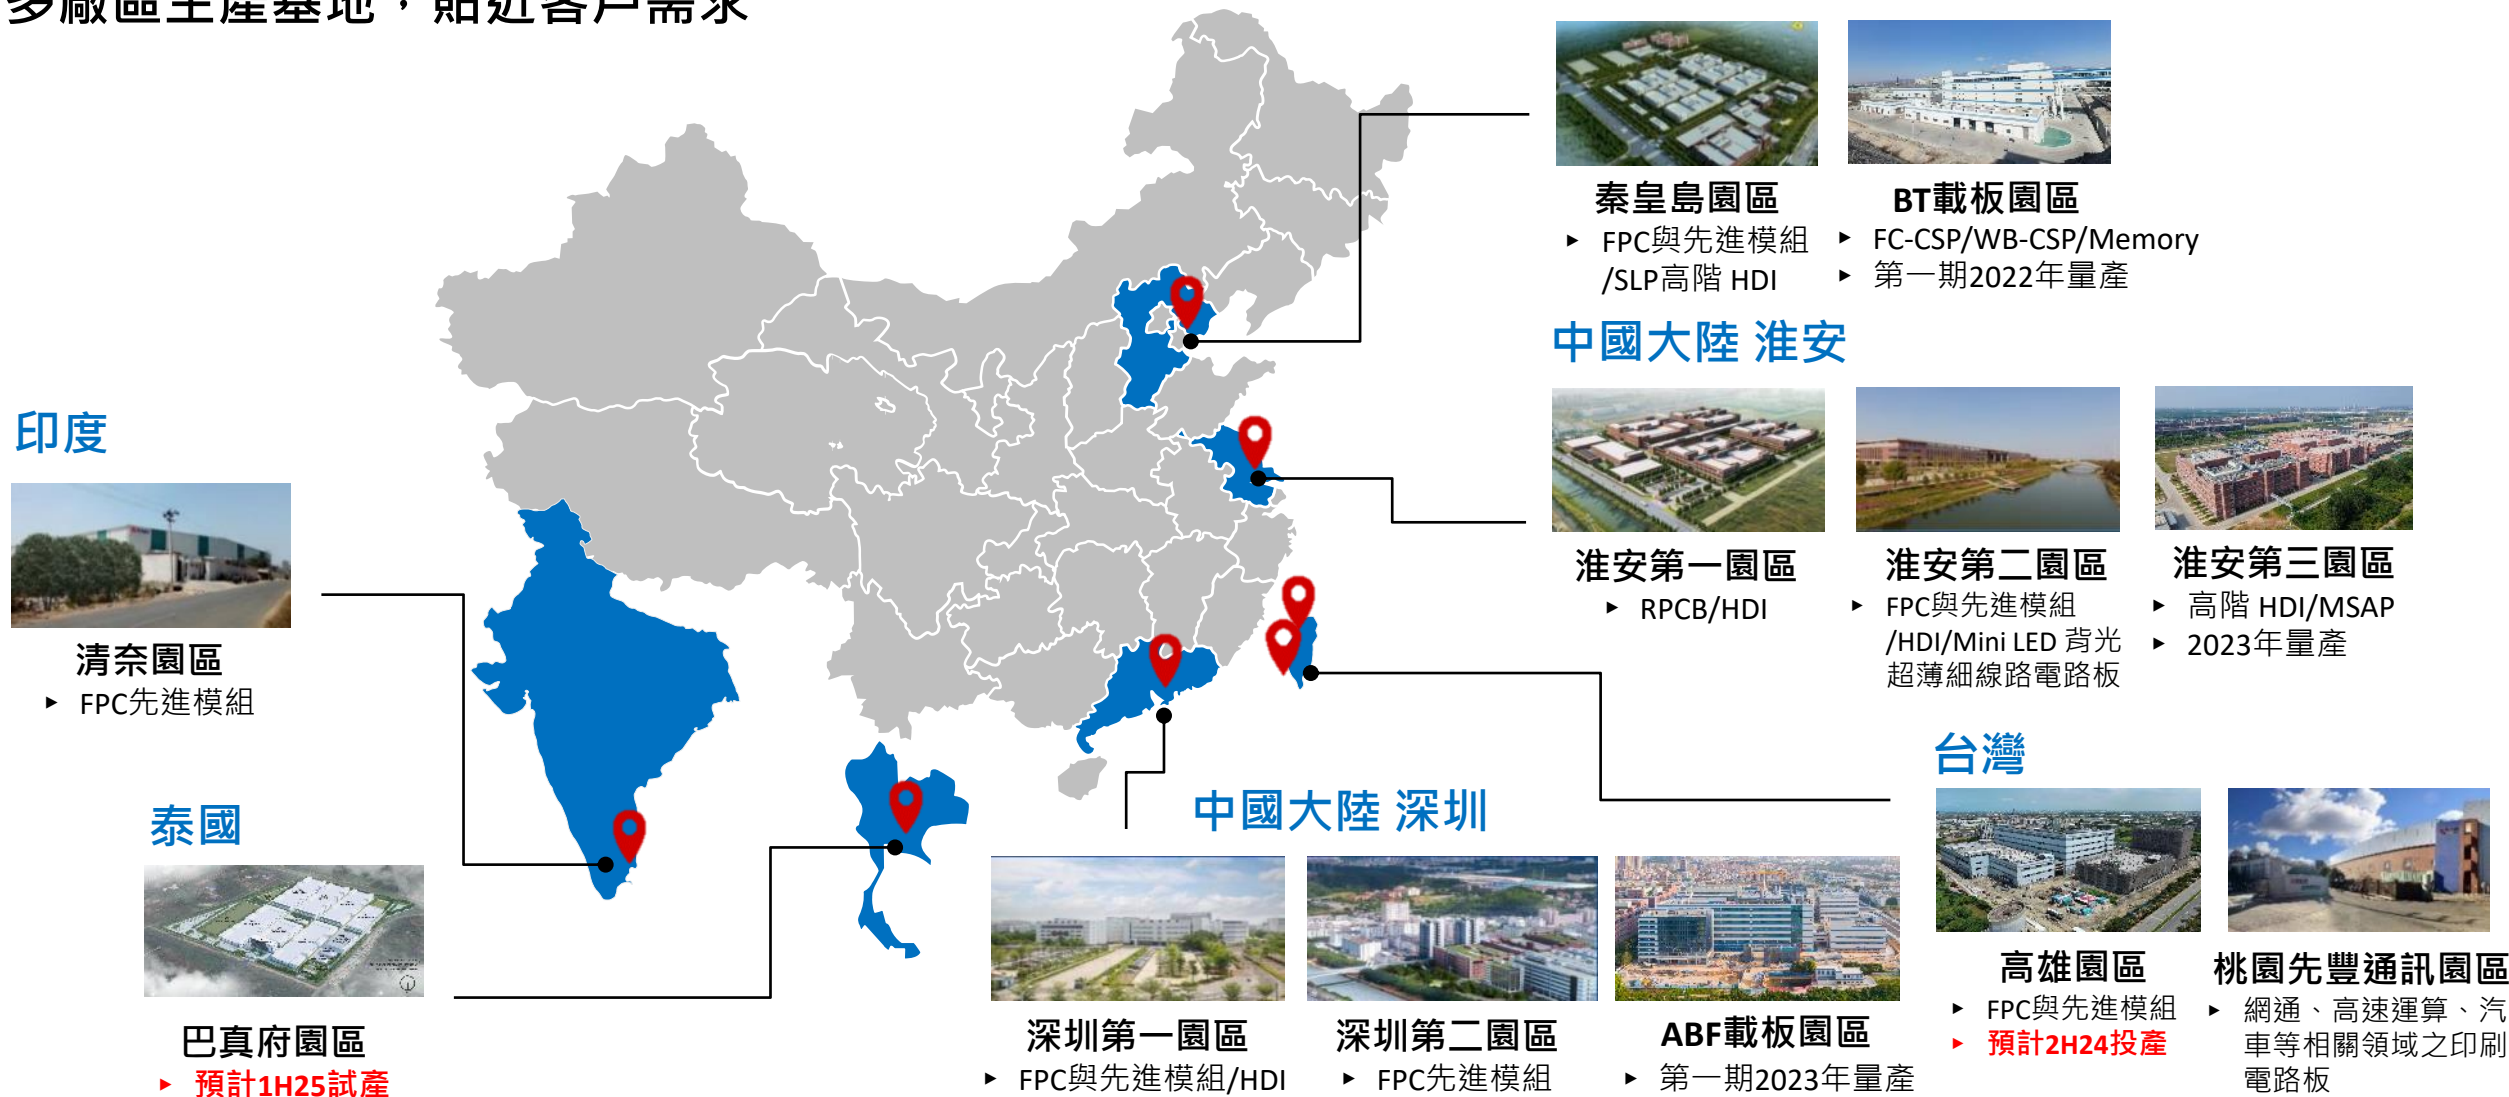 多廠區生產基地，貼近客戶需求
秦皇島園區
► FPC與先進模組
/SLP高階 HDI
BT載板園區
► FC-CSP/WB-CSP/Memory
► 第一期2022年量產
中國大陸 淮安
淮安第一園區
► RPCB/HDI
淮安第二園區
► FPC與先進模組
/HDI/Mini LED 背光
超薄細線路電路板
淮安第三園區
► 高階 HDI/MSAP
► 2023年量產
印度
清奈園區
► FPC先進模組
泰國
巴真府園區
► 預計1H25試產
中國大陸 深圳
深圳第一園區
► FPC與先進模組/HDI
深圳第二園區
► FPC先進模組
ABF載板園區
► 第一期2023年量產
台灣
高雄園區
► FPC與先進模組
► 預計2H24投產
桃園先豐通訊園區
► 網通、高速運算、汽
車等相關領域之印刷
電路板